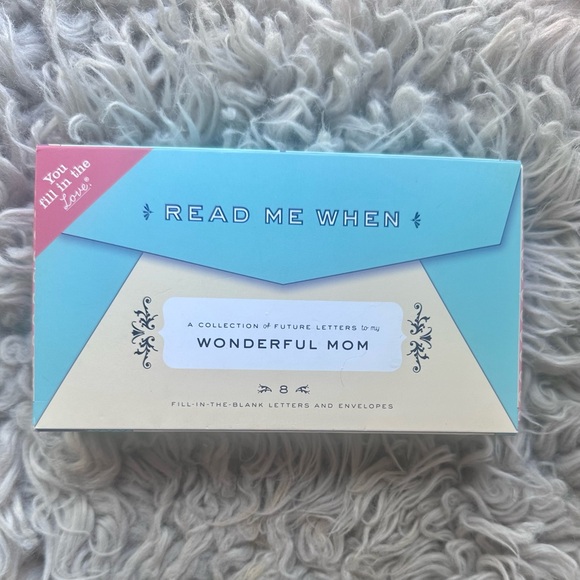 You
fill in the
Love.®
READ ME WHEN
A COLLECTION of FUTURE LETTERS to my
WONDERFUL MOM
8
FILL-IN-THE-BLANK LETTERS AND ENVELOPES